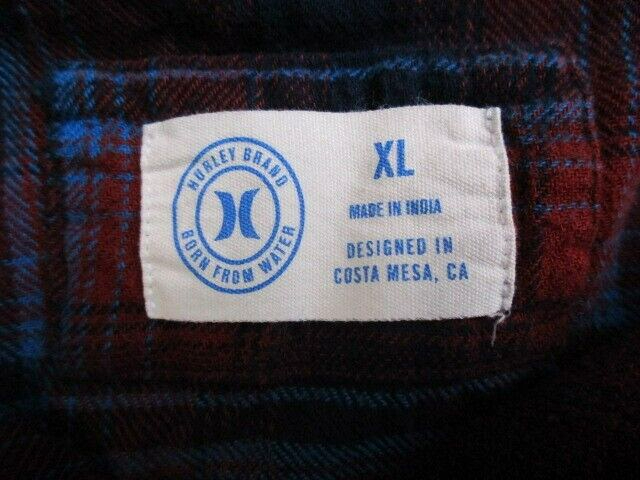 HURLEY BRAND
BORN FROM WATER
XL
MADE IN INDIA
DESIGNED IN
COSTA MESA, CA